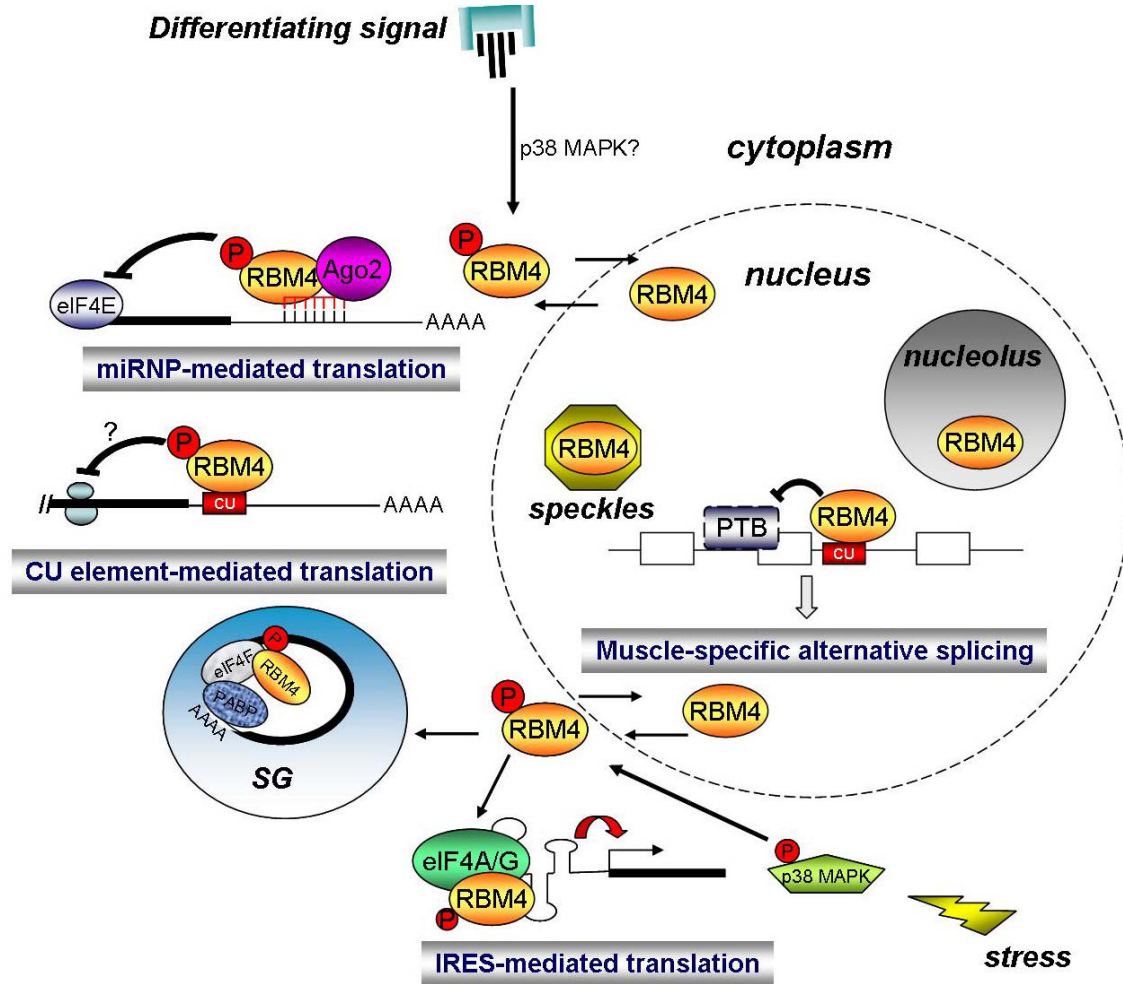 Differentiating signal
p38 MAPK?
cytoplasm
P
RBM4
Ago2
eIF4E
AAAA
miRNP-mediated translation
P
RBM4
RBM4
nucleus
nucleolus
RBM4
?
P
RBM4
//
CU
AAAA
CU element-mediated translation
RBM4
speckles
PTB
RBM4
CU
Muscle-specific alternative splicing
P
eIF4F
RBM4
PABP
AAAA
SG
P
RBM4
RBM4
eIF4A/G
RBM4
P
IRES-mediated translation
P
p38 MAPK
stress